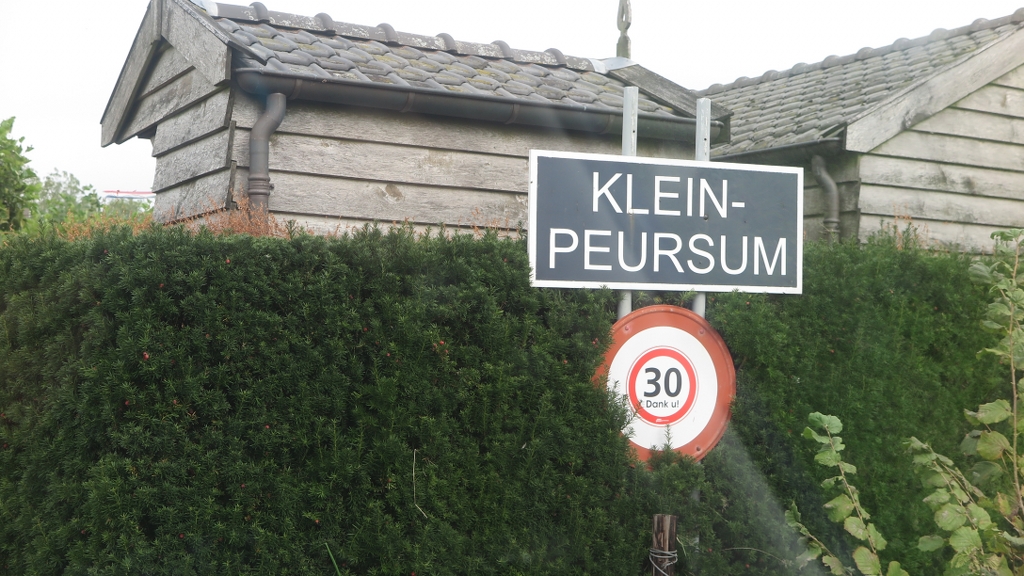 KLEIN-
PEURSUM
30
Dank u!